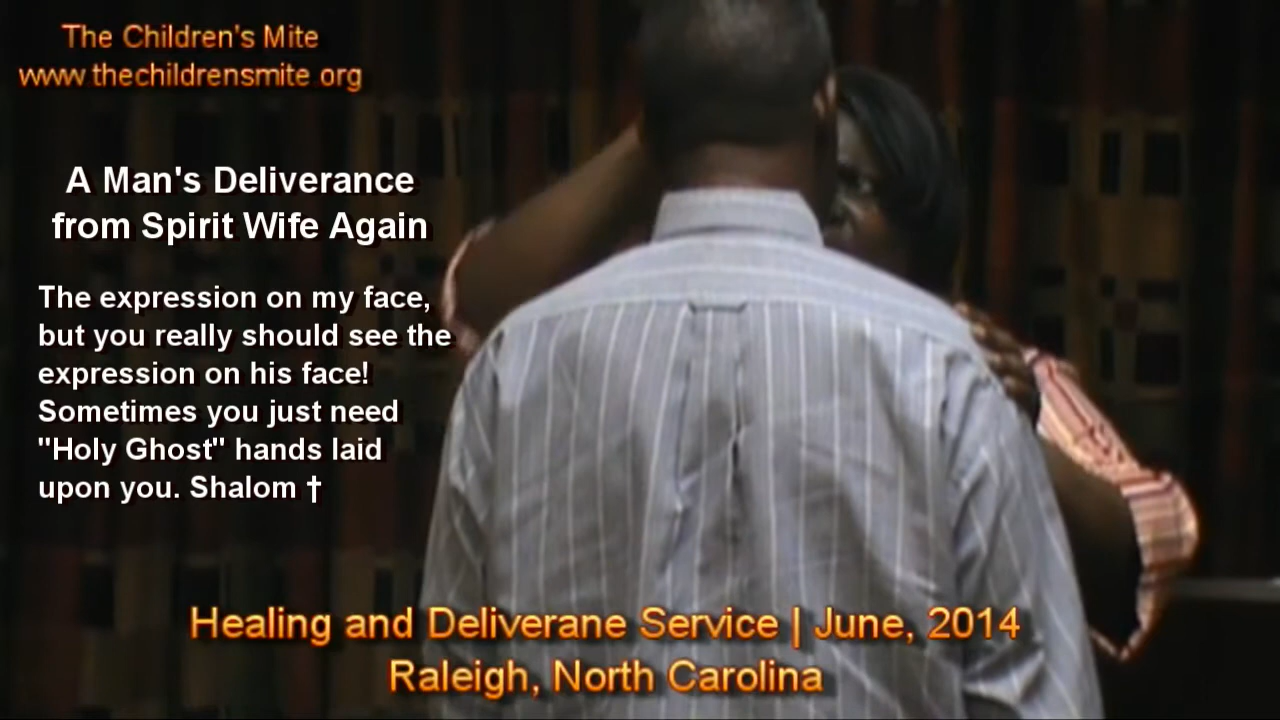 The Children's Mite
www.thechildrensmite.org
A Man's Deliverance
from Spirit Wife Again
The expression on my face,
but you really should see the
expression on his face!
Sometimes you just need
"Holy Ghost" hands laid
upon you. Shalom ✝
Healing and Deliverane Service | June, 2014
Raleigh, North Carolina